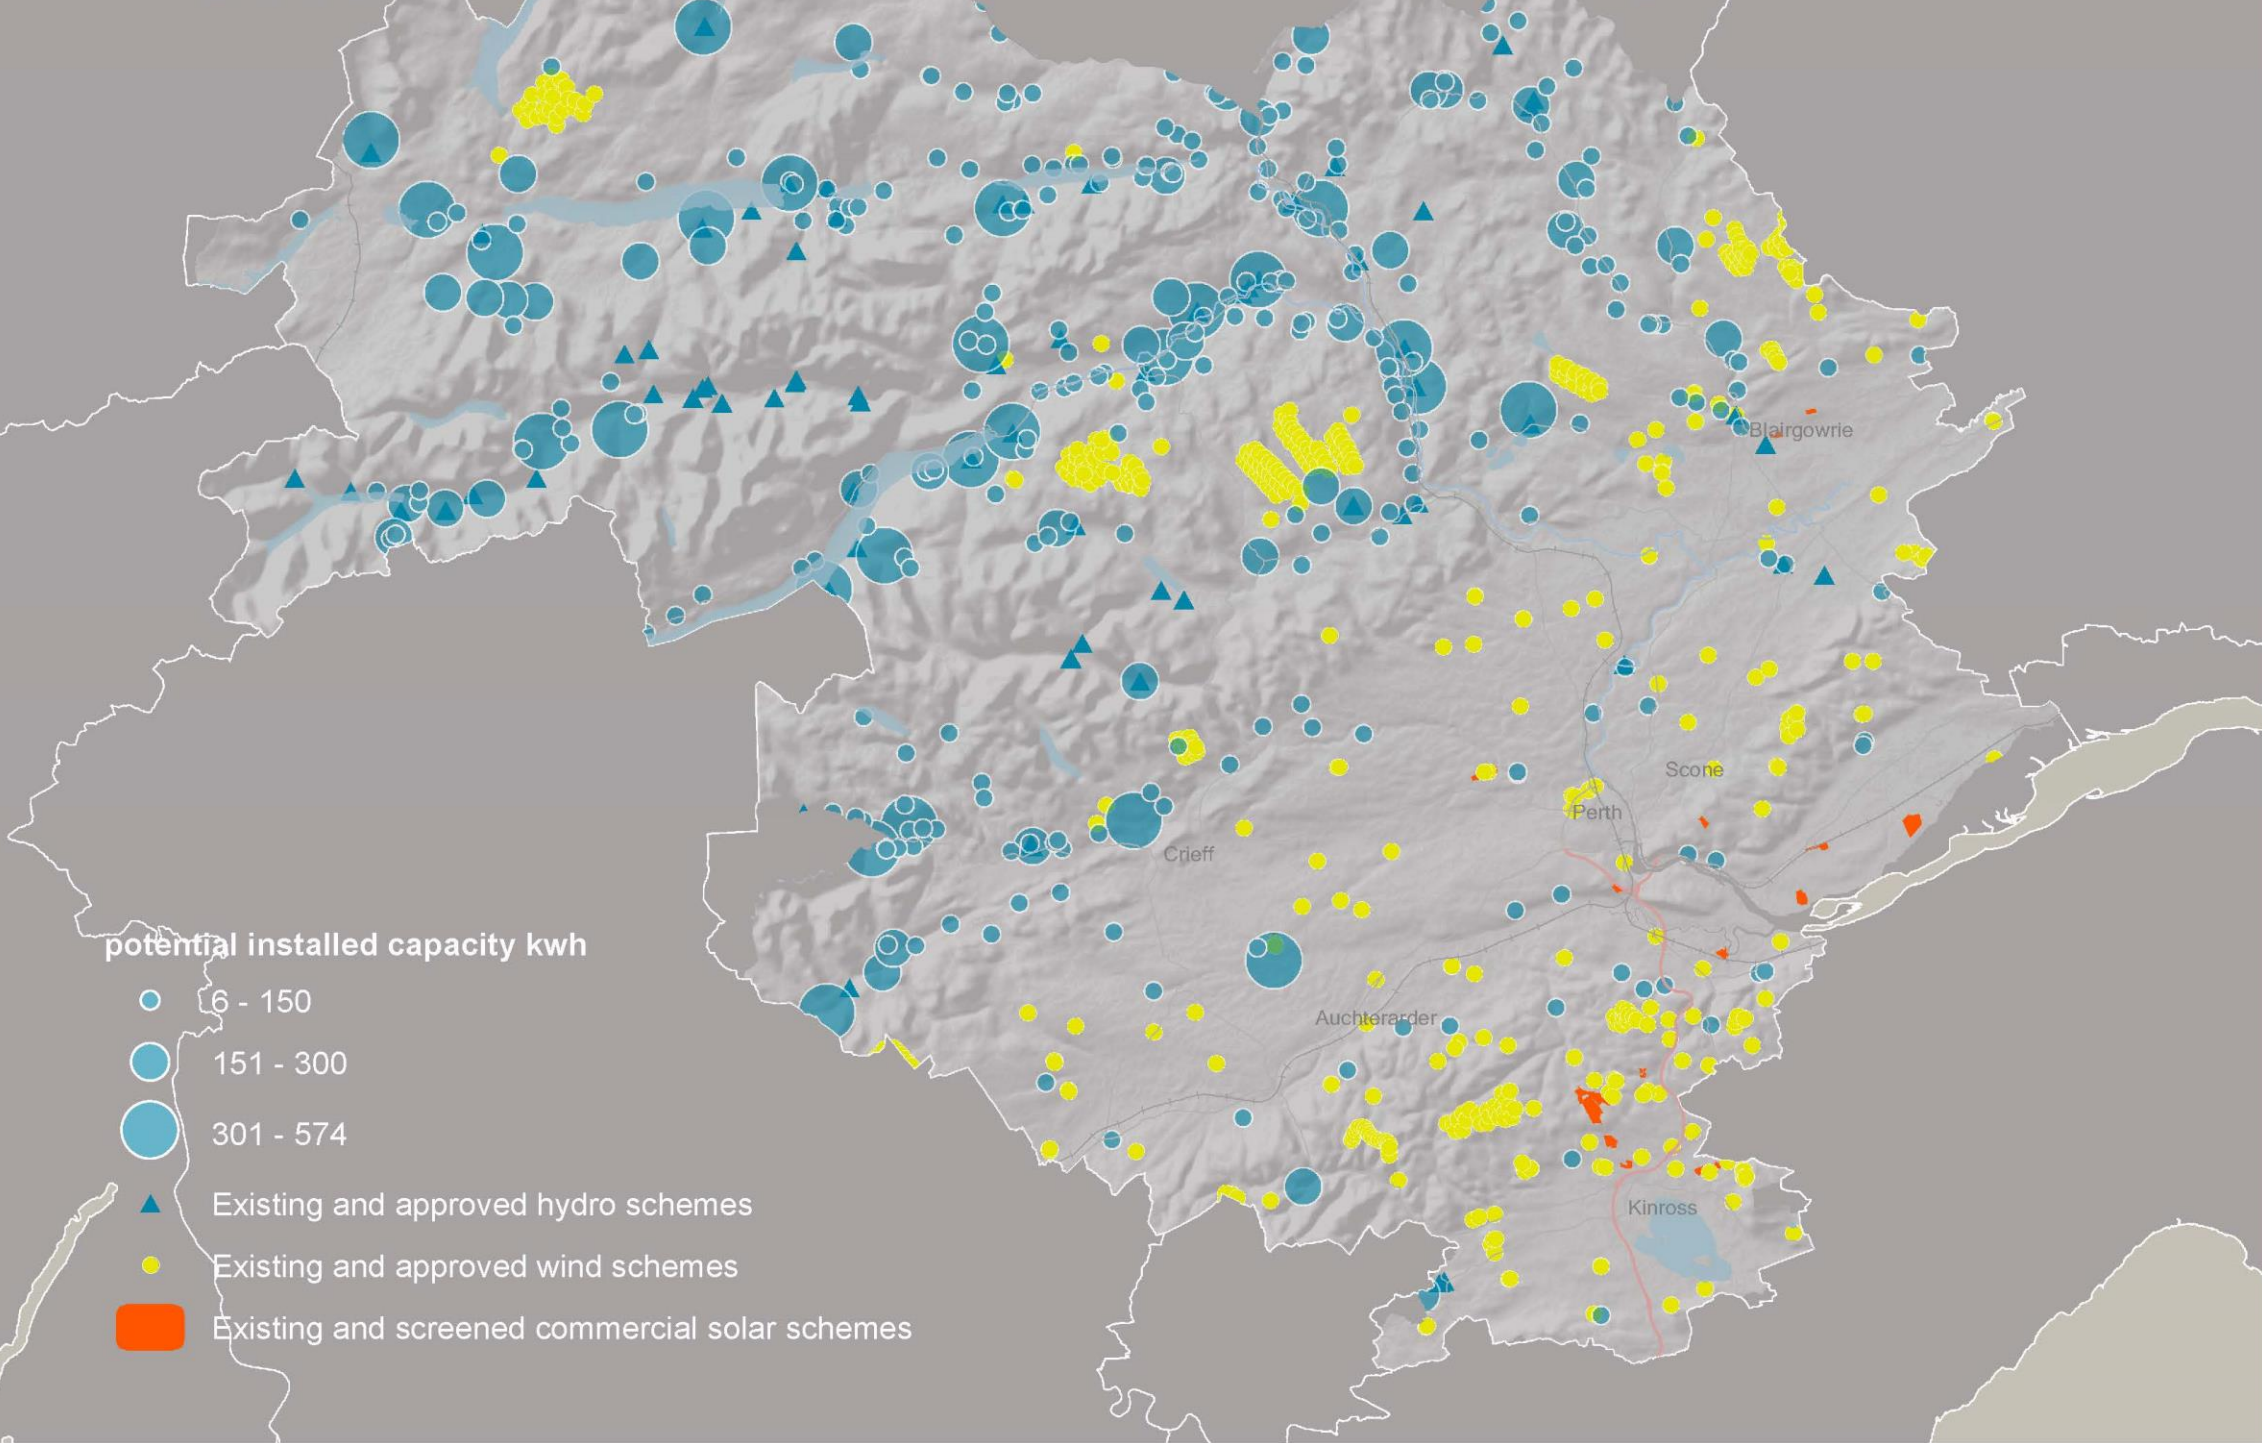 Blairgowrie
Scone
Perth
Crieff
Auchterarder
Kinross
potential installed capacity kwh
6 - 150
151 - 300
301 - 574
Existing and approved hydro schemes
Existing and approved wind schemes
Existing and screened commercial solar schemes